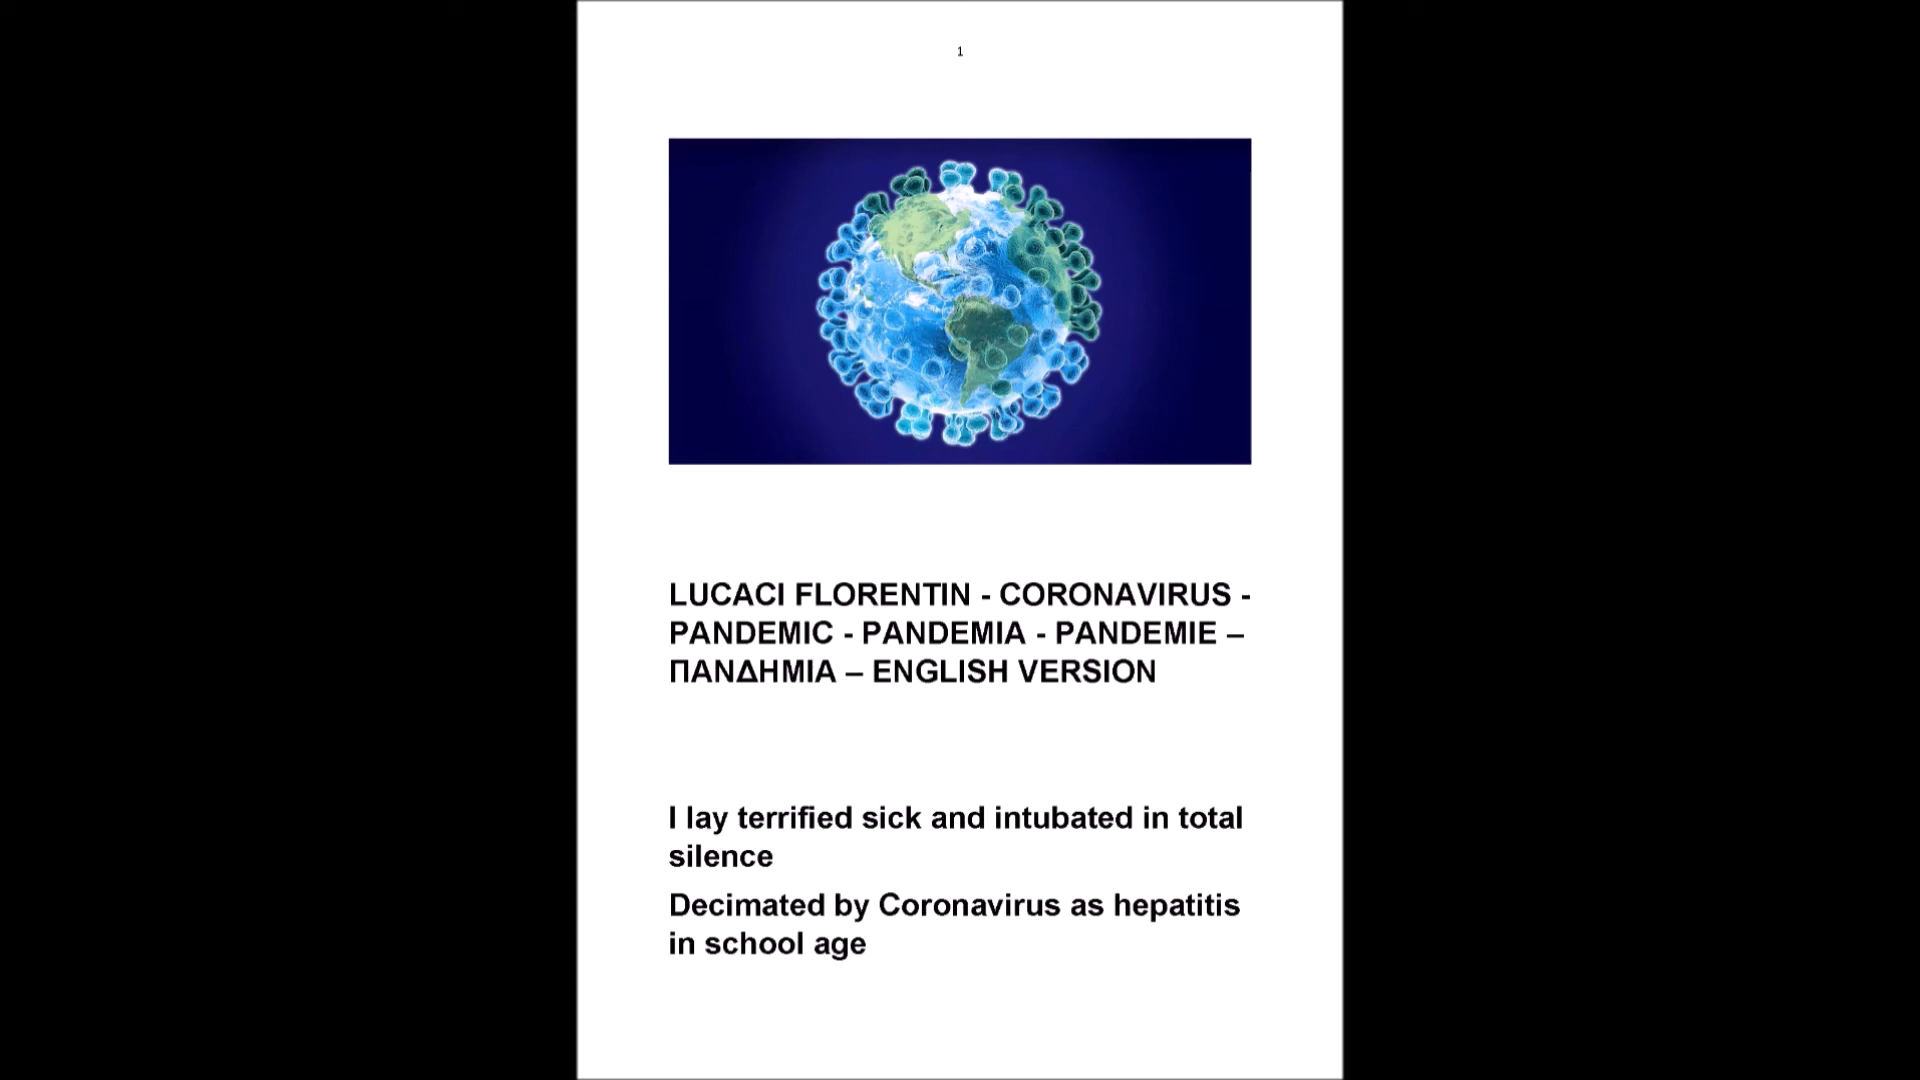 1
LUCACI FLORENTIN - CORONAVIRUS -
PANDEMIC - PANDEMIA - PANDEMIE –
ΠΑΝΔΗΜΙΑ – ENGLISH VERSION
I lay terrified sick and intubated in total
silence
Decimated by Coronavirus as hepatitis
in school age